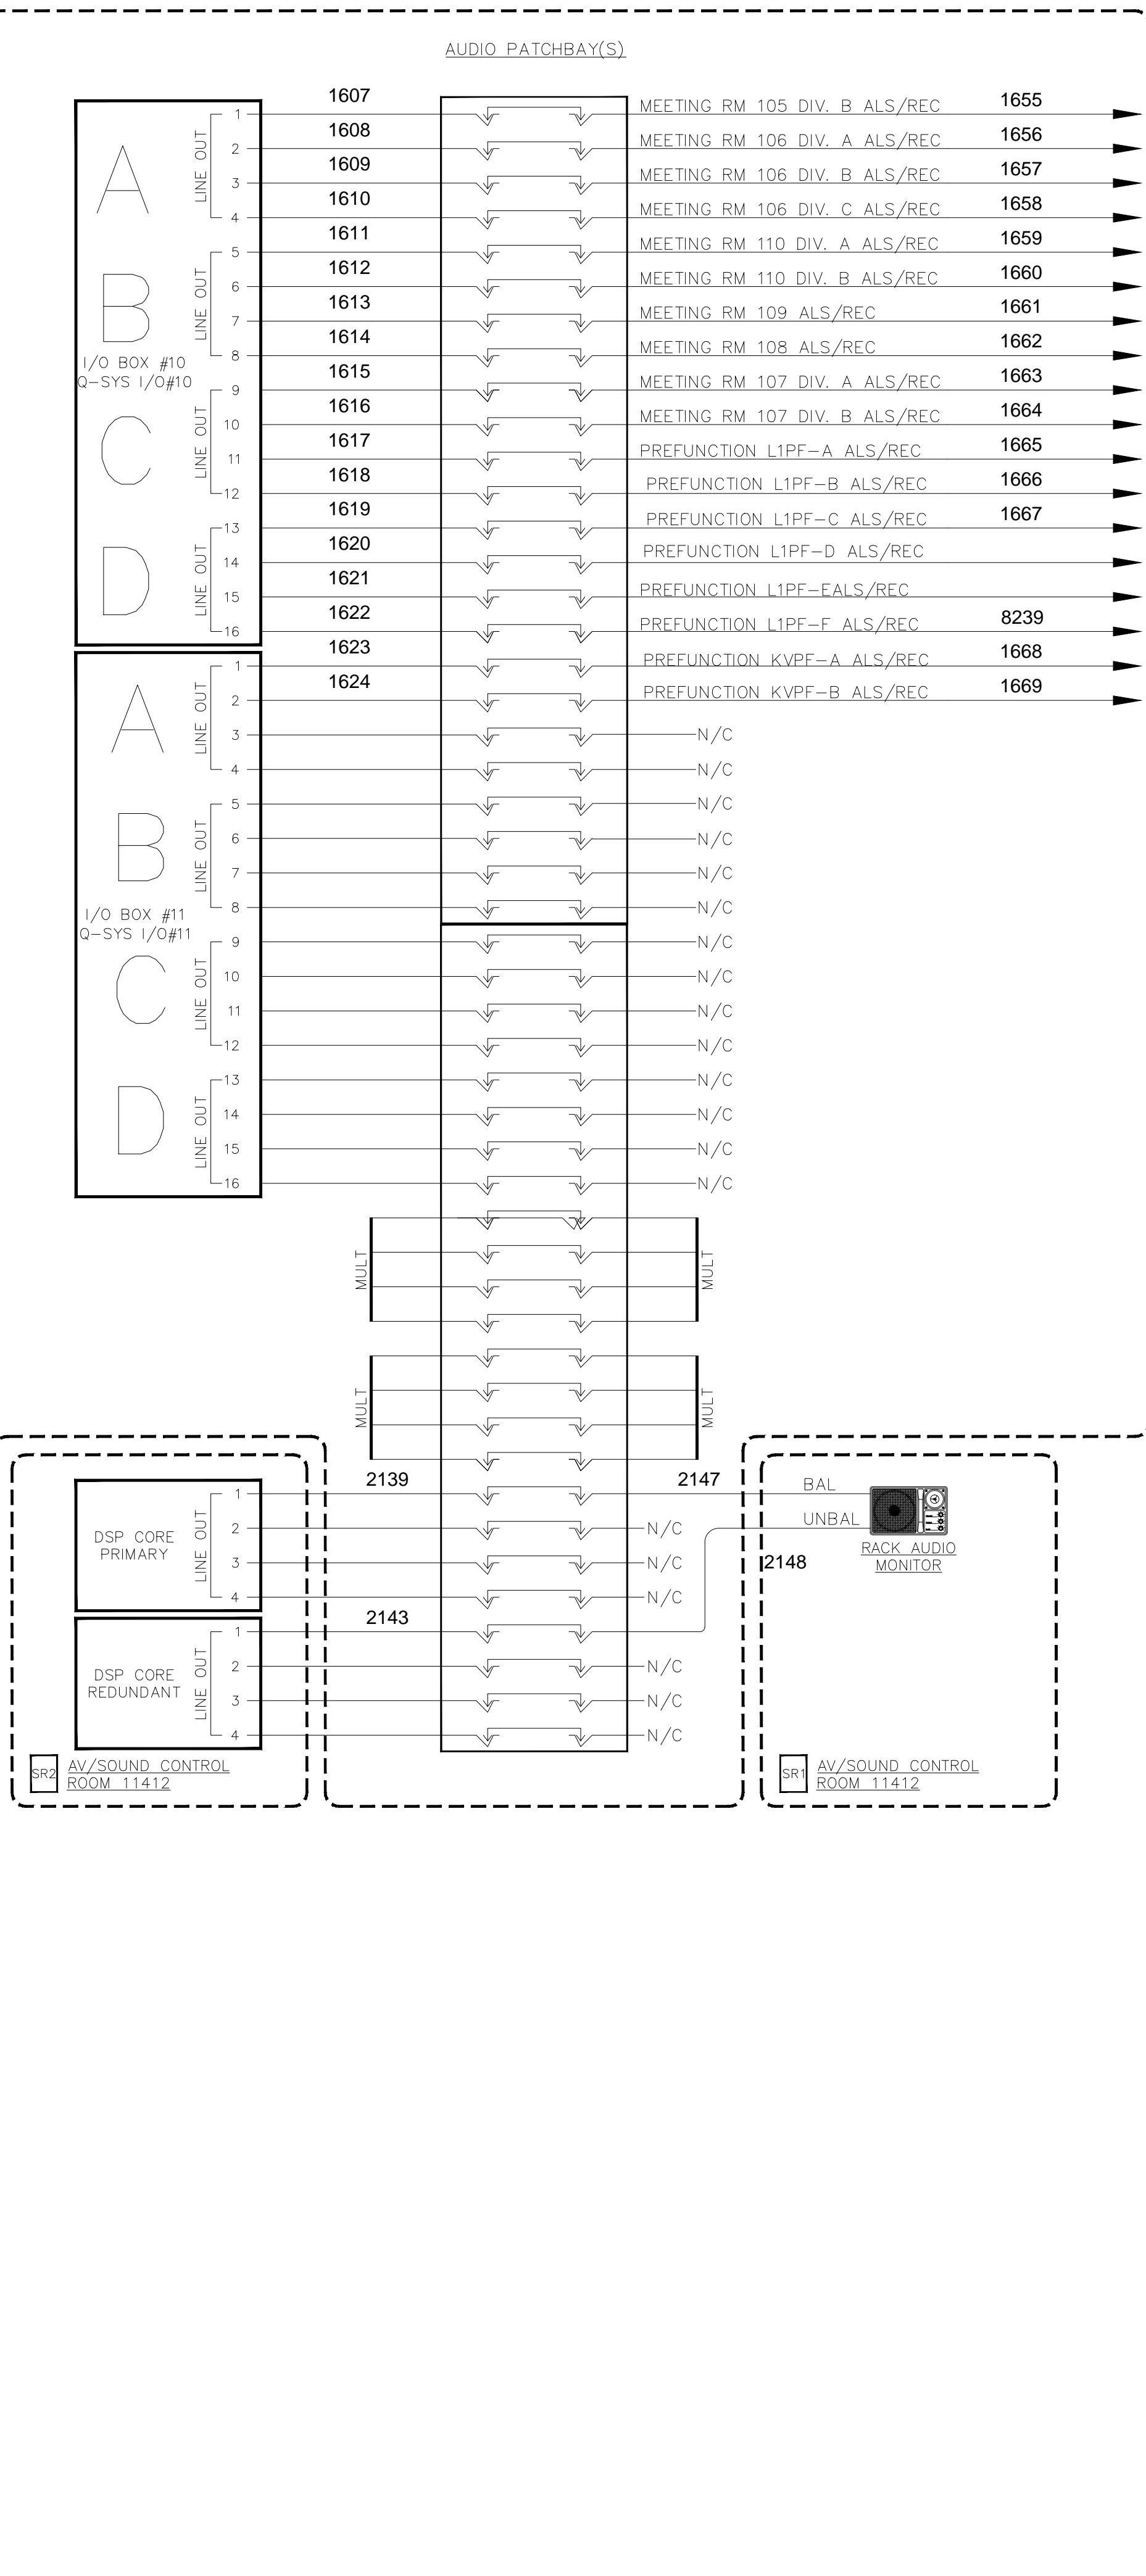 AUDIO PATCHBAY(S)
1607
MEETING RM 105 DIV. B ALS/REC 1655
1
1608
MEETING RM 106 DIV. A ALS/REC 1656
2
LINE OUT
1609
MEETING RM 106 DIV. B ALS/REC 1657
3
A
1610
MEETING RM 106 DIV. C ALS/REC 1658
4
1611
MEETING RM 110 DIV. A ALS/REC 1659
5
1612
MEETING RM 110 DIV. B ALS/REC 1660
6
LINE OUT
B
1613
MEETING RM 109 ALS/REC 1661
7
1614
MEETING RM 108 ALS/REC 1662
8
I/O BOX #10
Q-SYS I/O#10
1615
MEETING RM 107 DIV. A ALS/REC 1663
9
1616
MEETING RM 107 DIV. B ALS/REC 1664
10
LINE OUT
C
1617
PREFUNCTION L1PF-A ALS/REC 1665
11
1618
PREFUNCTION L1PF-B ALS/REC 1666
12
1619
PREFUNCTION L1PF-C ALS/REC 1667
13
1620
PREFUNCTION L1PF-D ALS/REC
14
LINE OUT
D
1621
PREFUNCTION L1PF-EALS/REC
15
1622
PREFUNCTION L1PF-F ALS/REC 8239
16
1623
PREFUNCTION KVPF-A ALS/REC 1668
1
1624
PREFUNCTION KVPF-B ALS/REC 1669
2
LINE OUT
A
3 N/C
4 N/C
5 N/C
6 N/C
LINE OUT
B
7 N/C
8 N/C
I/O BOX #11
Q-SYS I/O#11
9 N/C
10 N/C
LINE OUT
C
11 N/C
12 N/C
13 N/C
14 N/C
LINE OUT
D
15 N/C
16 N/C
MULT MULT
MULT MULT
2139 2147 BAL
1
UNBAL
2 N/C
DSP CORE
PRIMARY
LINE OUT
RACK AUDIO
MONITOR
2148
3 N/C
4 N/C
2143
1
2 N/C
DSP CORE
REDUNDANT
LINE OUT
3 N/C
4 N/C
SR2 AV/SOUND CONTROL
ROOM 11412
SR1 AV/SOUND CONTROL
ROOM 11412